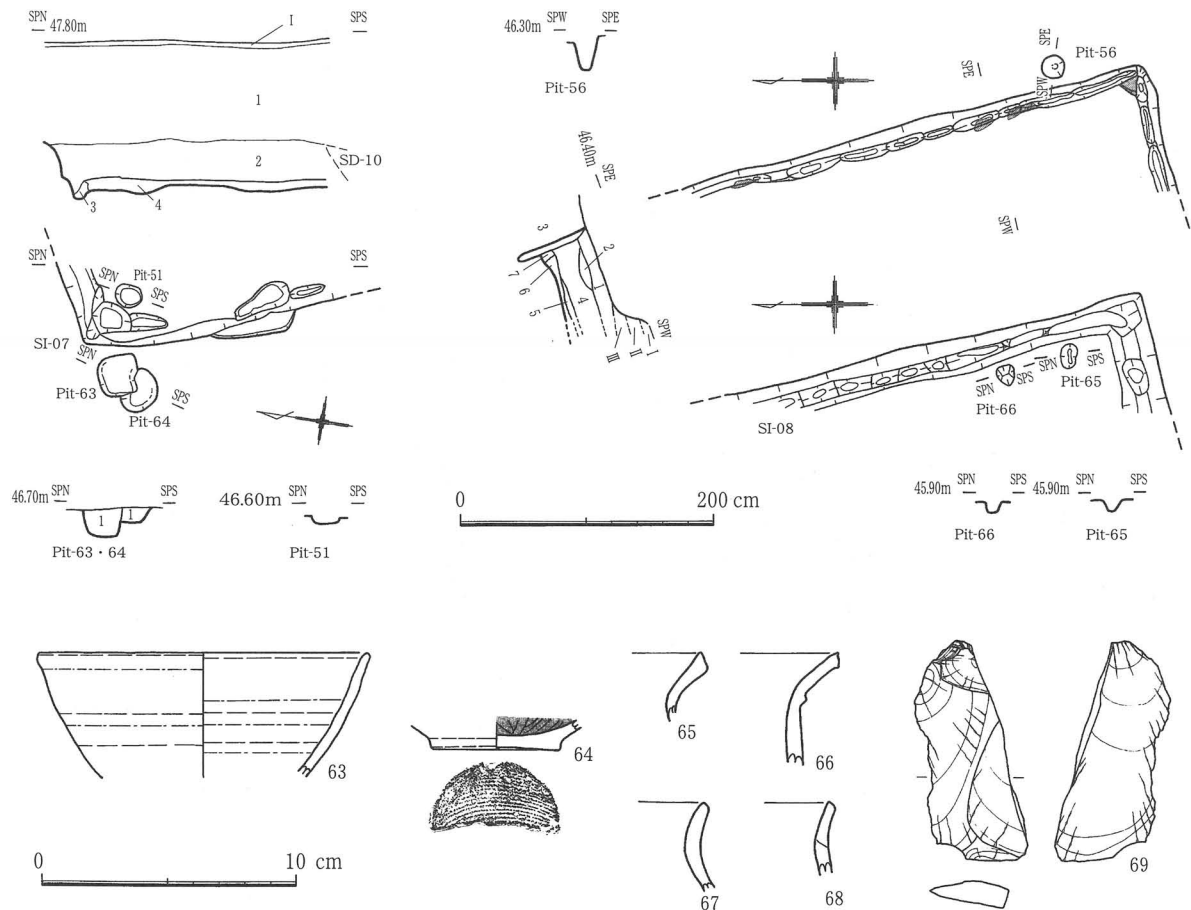 SPN 47.80m
I
SPS
1
2
SD-10
3
4
SPN
SPS
SPN
Pit-51
SPS
SI-07
SPN
Pit-63
Pit-64
SPS
46.30m
SPW
SPE
Pit-56
46.40m
SPE
3
2
7
6
5
4
SPW
III
II
I
SPE
SPE
Pit-56
SPW
SPW
SPN
SPS
SPN
SPS
Pit-66
Pit-65
SI-08
46.70m SPN
SPS
1
1
Pit-63・64
46.60m SPN
SPS
Pit-51
0
200 cm
45.90m SPN
SPS
Pit-66
45.90m SPN
SPS
Pit-65
63
64
65
66
67
68
69
0
10 cm